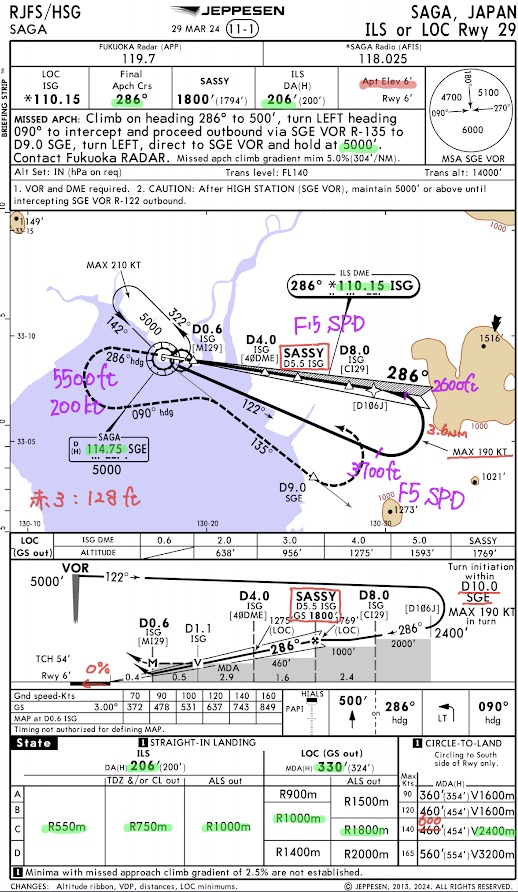 RJFS/HSG
SAGA
JEPPESEN
29 MAR 24
11-1
SAGA, JAPAN
ILS or LOC Rwy 29
BRIEFING STRIP
FUKUOKA Radar (APP)
119.7
*SAGA Radio (AFIS)
118.025
LOC
ISG
*110.15
Final
Apch Crs
286°
SASSY
1800'(1794')
ILS
DA(H)
206'(200')
Apt Elev 6'
Rwy 6'
MISSED APCH: Climb on heading 286° to 500', turn LEFT heading
090° to intercept and proceed outbound via SGE VOR R-135 to
D9.0 SGE, turn LEFT, direct to SGE VOR and hold at 5000'.
Contact Fukuoka RADAR. Missed apch climb gradient mim 5.0%(304'/NM).
Alt Set: IN (hPa on req)
Trans level: FL140
Trans alt: 14000'
1. VOR and DME required. 2. CAUTION: After HIGH STATION (SGE VOR), maintain 5000' or above until
intercepting SGE VOR R-122 outbound.
180°
4700
5100
090°
270°
6000
MSA SGE VOR
1149'
33-15
1000
MAX 210 KT
5000
142°
322°
ILS DME
286° *110.15 ISG
F15 SPD
D0.6
[MI29]
D4.0
[40DME]
SASSY
D5.5 ISG
D8.0
[CI29]
1516'
33-10
286° hdg
286°
2600ft
5500ft
200kt
[D106J]
090° hdg
122°
3.6NM
MAX 190 KT
33-05
SAGA
D
(H)
114.75 SGE
5000
135°
3700ft
D9.0
SGE
F5 SPD
1021'
赤3:128ft
1000
1273'
130-10
130-20
130-30
LOC
(GS out)
ISG DME
0.6
2.0
3.0
4.0
5.0
SASSY
ALTITUDE
638'
956'
1275'
1593'
1769'
VOR
5000'
122°
D0.6
ISG
[MI29]
D1.1
ISG
D4.0
ISG
[40DME]
SASSY
D5.5 ISG
GS 1800'
D8.0
ISG
[CI29]
[D106J]
Turn initiation
within
D10.0
SGE
MAX 190 KT
in turn
1275'
(LOC)
1769'
(LOC)
286°
286°
2400'
2000'
1000'
460'
MDA
M
V
TCH 54'
Rwy 6'
0%
0.4
0.5
2.9
1.6
2.4
Gnd speed-Kts
70
90
100
120
140
160
GS
3.00°
372
478
531
637
743
849
MAP at D0.6 ISG
Timing not authorized for defining MAP.
HIALS
PAPI
500'
on
286°
hdg
LT
090°
hdg
State
1 STRAIGHT-IN LANDING
ILS
DA(H) 206'(200')
LOC (GS out)
MDA(H) 330'(324')
1 CIRCLE-TO-LAND
Circling to South
side of Rwy only.
TDZ &/or CL out
ALS out
ALS out
Max
Kts
MDA(H)
A
R550m
R750m
R1000m
R900m
R1500m
90
360'(354')V1600m
B
R1000m
120
460'(454')V1600m
C
R1800m
600
140
460'(454')V2400m
D
R1400m
R2000m
165
560'(554')V3200m
1 Minima with missed approach climb gradient of 2.5% are not established.
CHANGES: Altitude ribbon, VDP, distances, LOC minimums.
© JEPPESEN, 2013, 2024. ALL RIGHTS RESERVED.